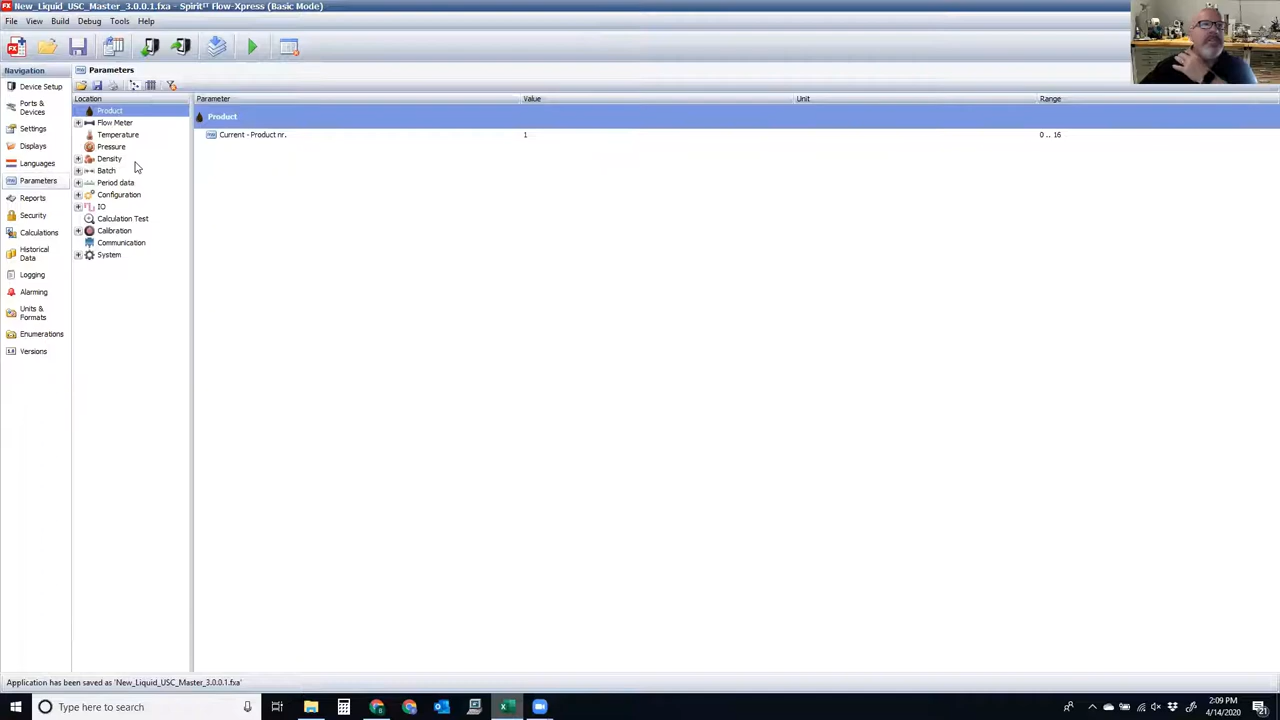 New_Liquid_USC_Master_3.0.0.1.fxa - Spirit IT Flow-Xpress (Basic Mode)
File View Build Debug Tools Help
Navigation
Device Setup
Ports &
Devices
Settings
Displays
Languages
Parameters
Reports
Security
Calculations
Historical
Data
Logging
Alarming
Units &
Formats
Enumerations
Versions
Parameters
Location
Product
Flow Meter
Temperature
Pressure
Density
Batch
Period data
Configuration
IO
Calculation Test
Calibration
Communication
System
Parameter Value Unit Range
Product
Current - Product nr. 1 0 .. 16
Application has been saved as 'New_Liquid_USC_Master_3.0.0.1.fxa'
Type here to search
2:09 PM
4/14/2020
21